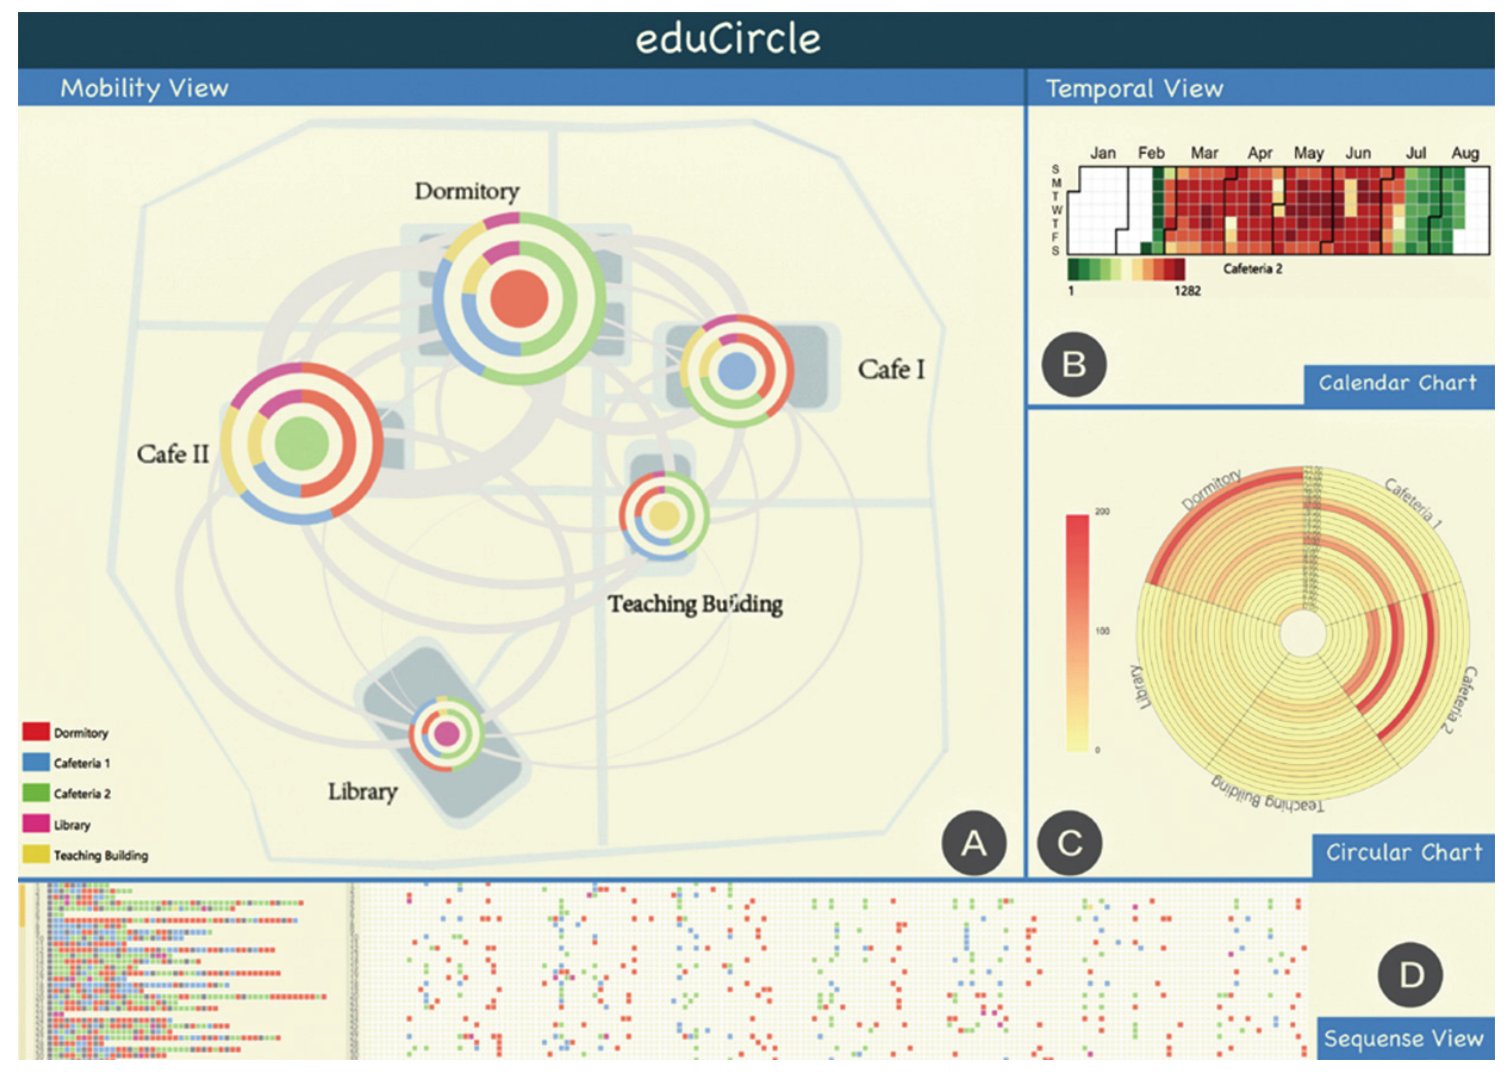 eduCircle
Mobility View
Temporal View
Dormitory
Cafe I
Cafe II
Teaching Building
Library
Dormitory
Cafeteria 1
Cafeteria 2
Library
Teaching Building
A
Jan Feb Mar Apr May Jun Jul Aug
S
M
T
W
T
F
S
1 1282
Cafeteria 2
B
Calendar Chart
200
100
0
Dormitory
Cafeteria 1
Cafeteria 2
Teaching Building
Library
C
Circular Chart
D
Sequense View